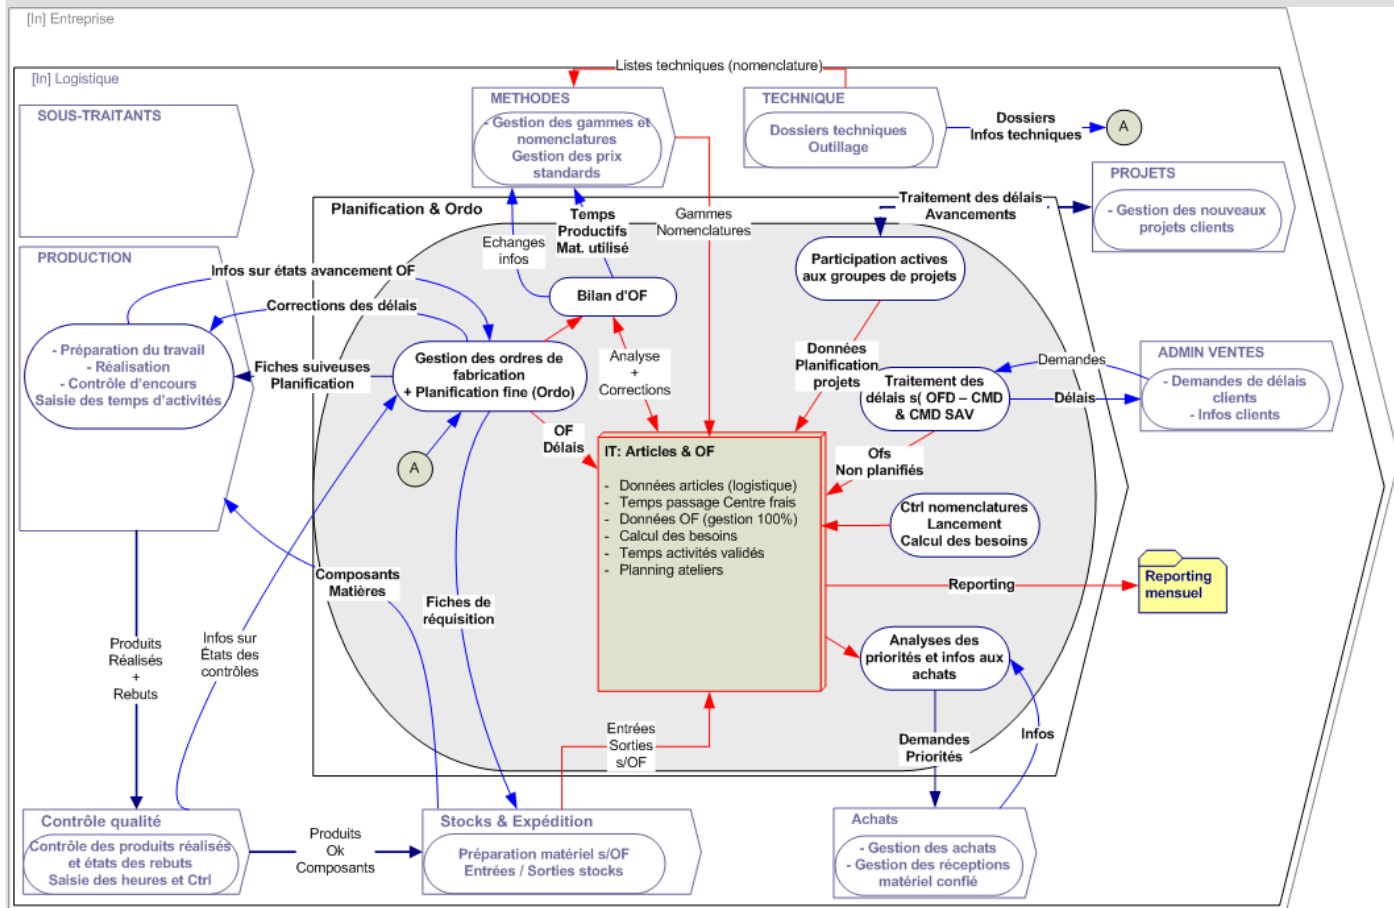 [In] Entreprise
[In] Logistique
Listes techniques (nomenclature)
SOUS-TRAITANTS
METHODES
- Gestion des gammes et
nomenclatures
Gestion des prix
standards
TECHNIQUE
Dossiers techniques
Outillage
Dossiers
Infos techniques
A
PROJETS
- Gestion des nouveaux
projets clients
Traitement des délais
Avancements
Planification & Ordo
Temps
Productifs
Mat. utilisé
Echanges
infos
Gammes
Nomenclatures
PRODUCTION
Infos sur états avancement OF
Corrections des délais
- Préparation du travail
- Réalisation
- Contrôle d'encours
Saisie des temps d'activités
Fiches suiveuses
Planification
Participation actives
aux groupes de projets
Bilan d'OF
Gestion des ordres de
fabrication
+ Planification fine (Ordo)
Analyse
+
Corrections
Données
Planification
projets
Traitement des
délai s( OFD – CMD
& CMD SAV
Demandes
Délais
ADMIN VENTES
- Demandes de délais
clients
- Infos clients
A
OF
Délais
Ofs
Non planifiés
IT: Articles & OF
- Données articles (logistique)
- Temps passage Centre frais
- Données OF (gestion 100%)
- Calcul des besoins
- Temps activités validés
- Planning ateliers
Ctrl nomenclatures
Lancement
Calcul des besoins
Reporting
Reporting
mensuel
Composants
Matières
Fiches de
réquisition
Produits
Réalisés
+
Rebuts
Infos sur
États des
contrôles
Analyses des
priorités et infos aux
achats
Entrées
Sorties
s/OF
Demandes
Priorités
Infos
Contrôle qualité
Contrôle des produits réalisés
et états des rebuts
Saisie des heures et Ctrl
Produits
Ok
Composants
Stocks & Expédition
Préparation matériel s/OF
Entrées / Sorties stocks
Achats
- Gestion des achats
- Gestion des réceptions
matériel confié